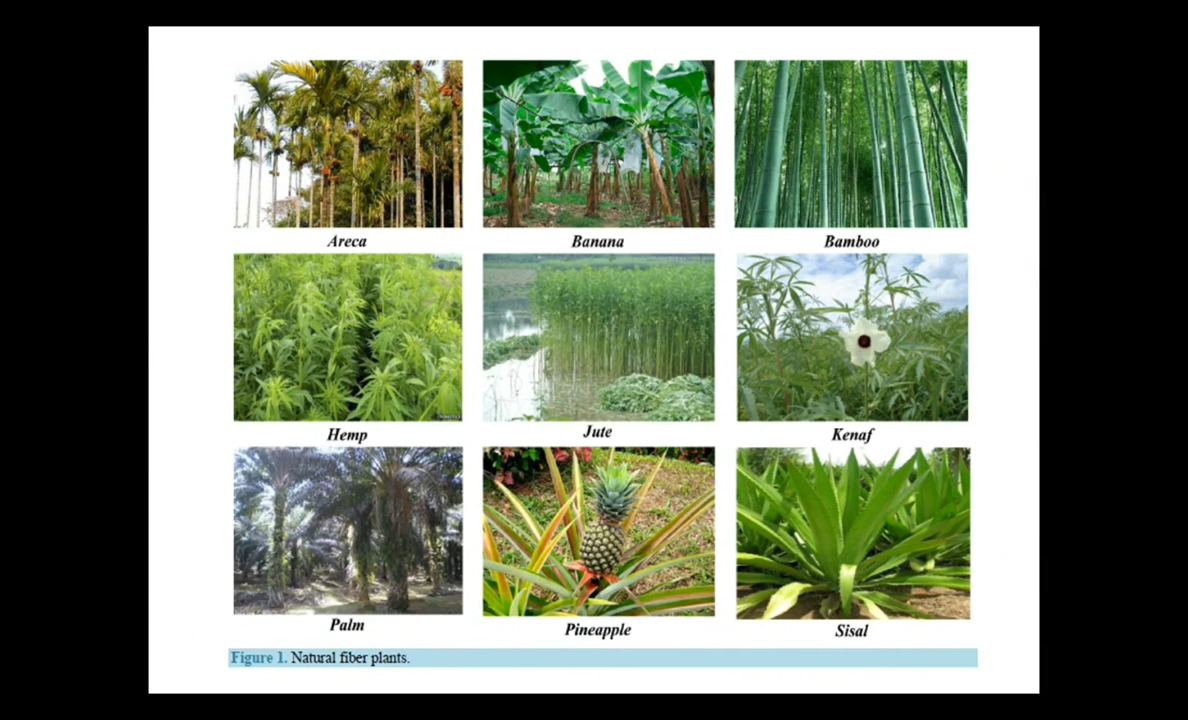 Areca
Banana
Bamboo
Hemp
Jute
Kenaf
Palm
Pineapple
Sisal
Figure 1. Natural fiber plants.